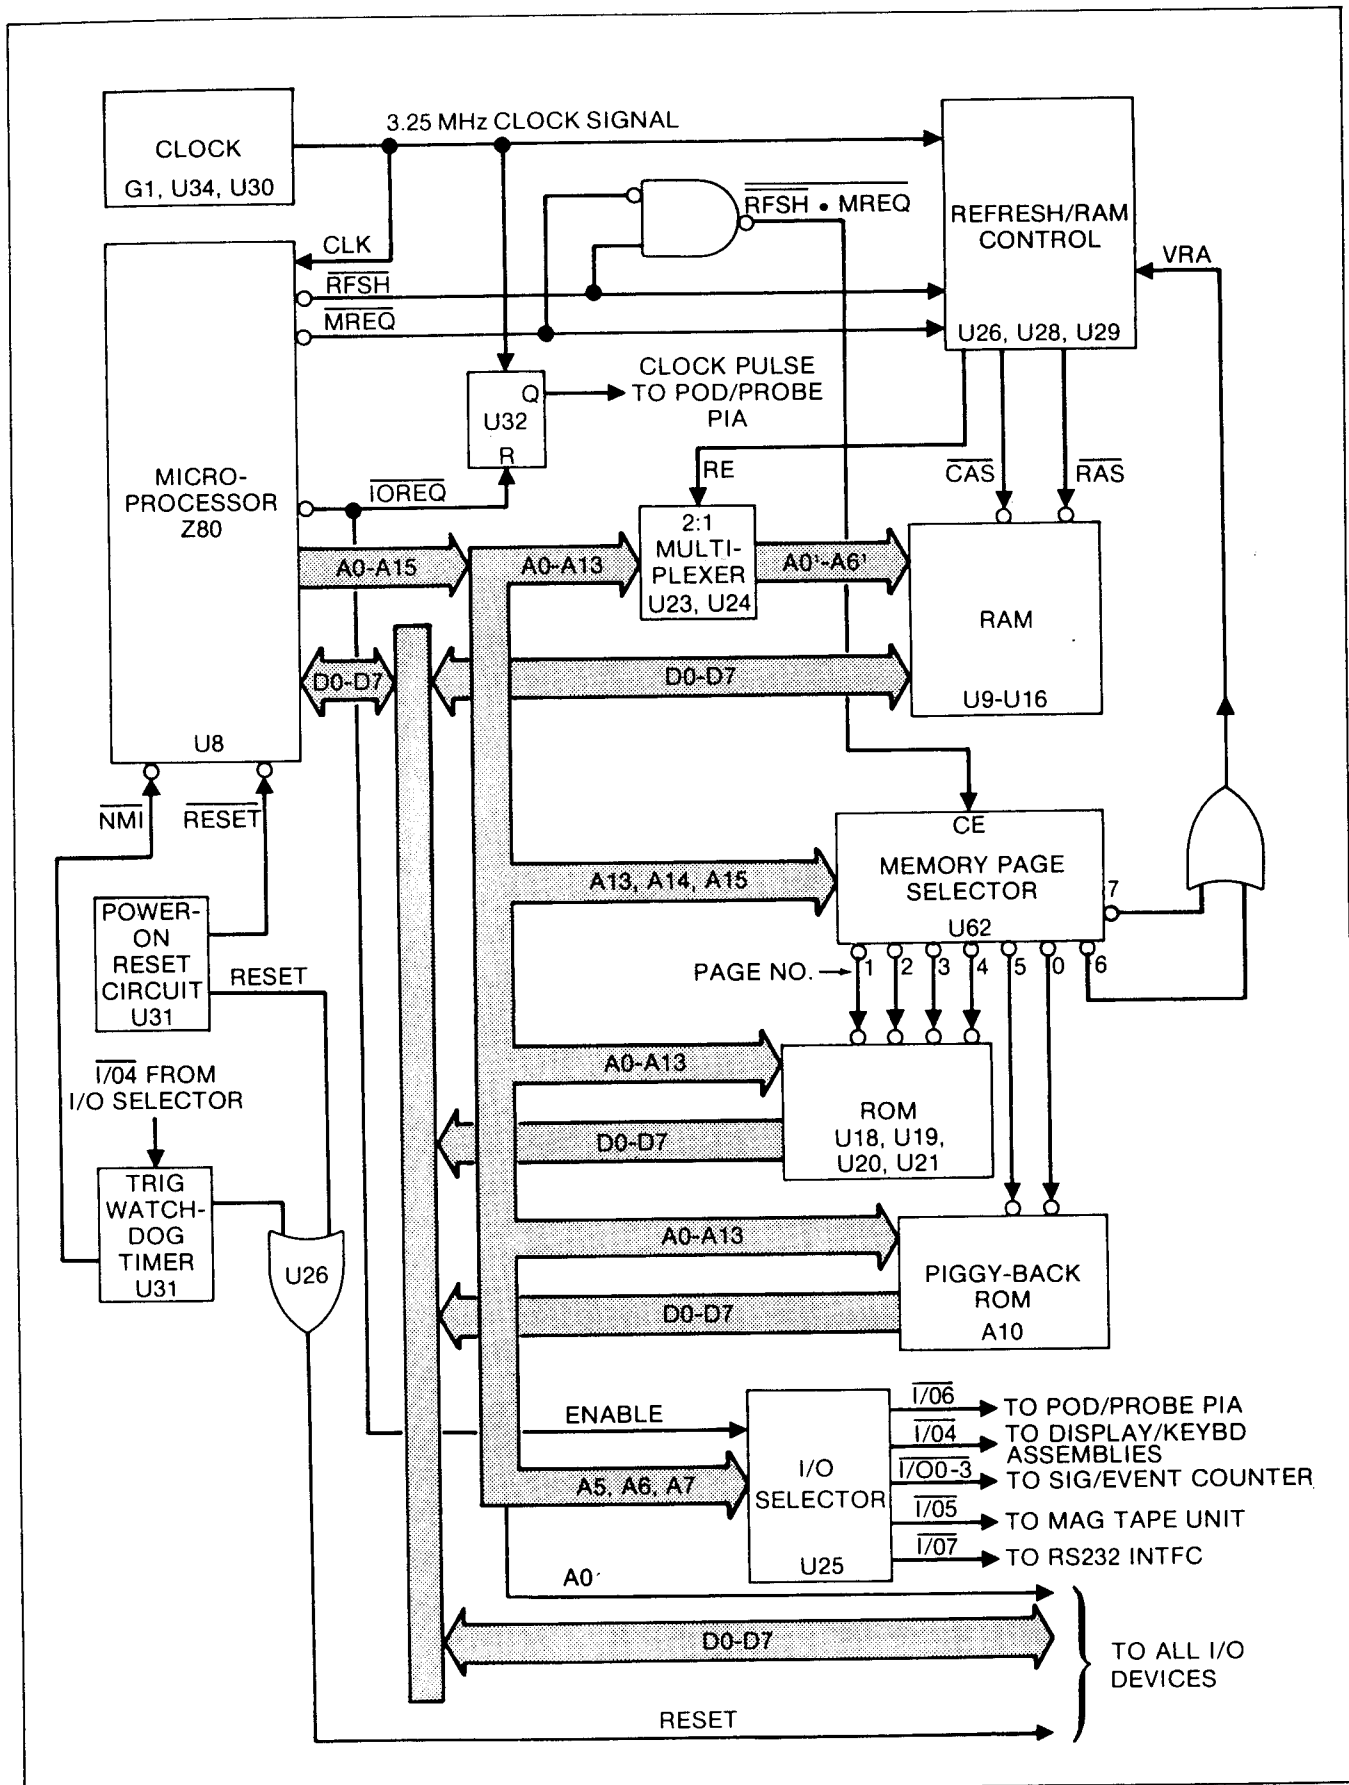 CLOCK
G1, U34, U30
3.25 MHz CLOCK SIGNAL
RFSH • MREQ
REFRESH/RAM
CONTROL
U26, U28, U29
VRA
CLK
RFSH
MREQ
MICRO-
PROCESSOR
Z80
U8
Q
U32
R
CLOCK PULSE
TO POD/PROBE
PIA
IOREQ
RE
CAS
RAS
2:1
MULTI-
PLEXER
U23, U24
A0-A15
A0-A13
A0'-A6'
RAM
U9-U16
D0-D7
D0-D7
NMI
RESET
POWER-
ON
RESET
CIRCUIT
U31
RESET
CE
MEMORY PAGE
SELECTOR
U62
A13, A14, A15
7
PAGE NO.
1
2
3
4
5
0
6
A0-A13
D0-D7
ROM
U18, U19,
U20, U21
I/04 FROM
I/O SELECTOR
TRIG
WATCH-
DOG
TIMER
U31
U26
A0-A13
D0-D7
PIGGY-BACK
ROM
A10
ENABLE
A5, A6, A7
I/O
SELECTOR
U25
I/06
TO POD/PROBE PIA
I/04
TO DISPLAY/KEYBD
ASSEMBLIES
I/O0-3
TO SIG/EVENT COUNTER
I/05
TO MAG TAPE UNIT
I/07
TO RS232 INTFC
A0
D0-D7
TO ALL I/O
DEVICES
RESET